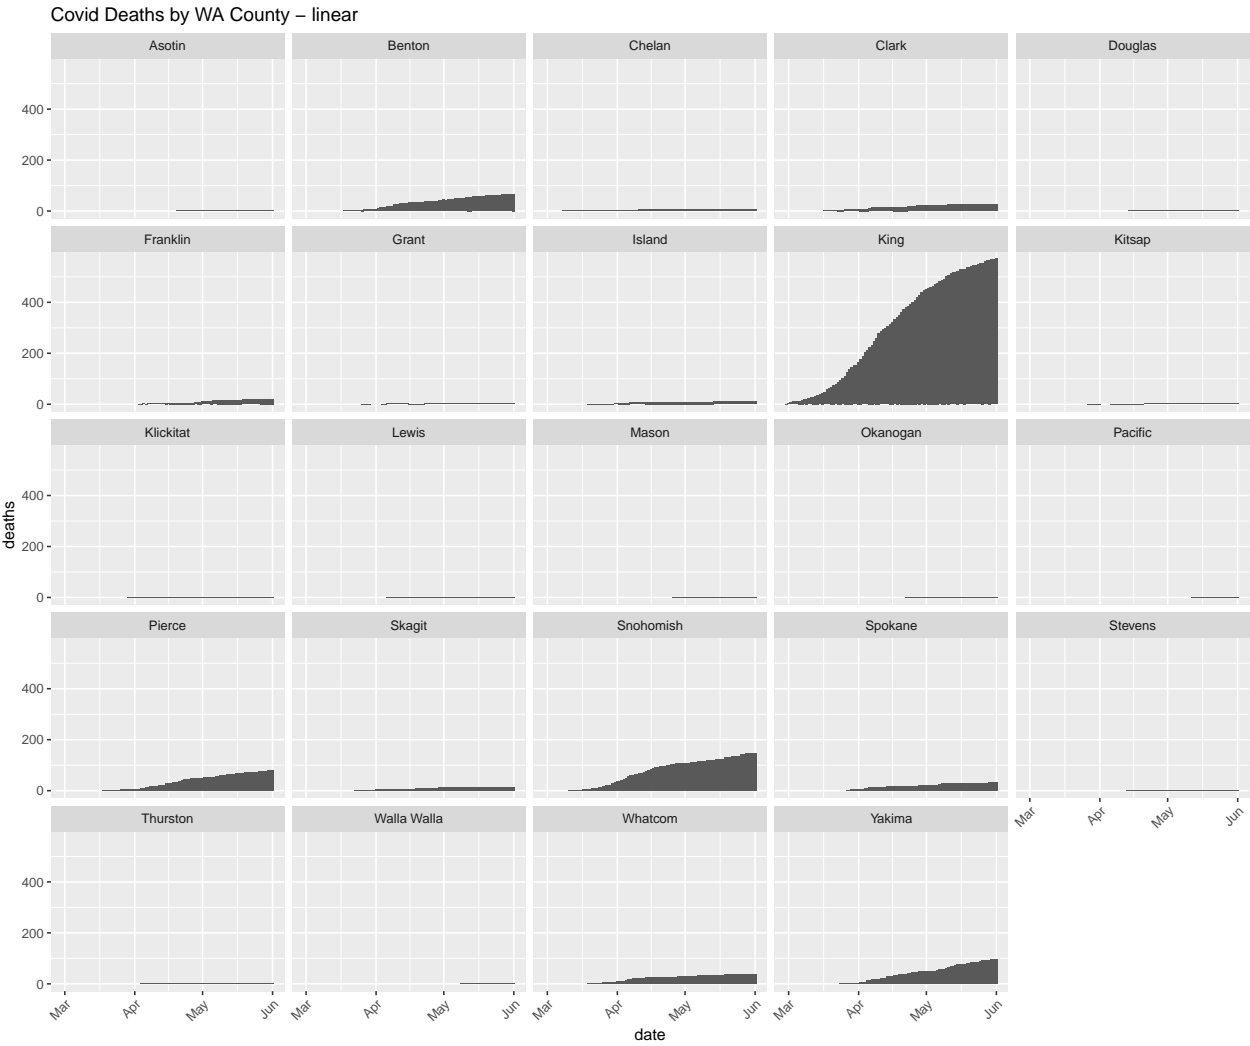 Covid Deaths by WA County – linear
Asotin Benton Chelan Clark Douglas
400
200
0
Franklin Grant Island King Kitsap
400
200
0
Klickitat Lewis Mason Okanogan Pacific
400
200
0
deaths
Pierce Skagit Snohomish Spokane Stevens
400
200
0
Mar Apr May Jun
Thurston Walla Walla Whatcom Yakima
400
200
0
Mar Apr May Jun Mar Apr May Jun Mar Apr May Jun Mar Apr May Jun
date